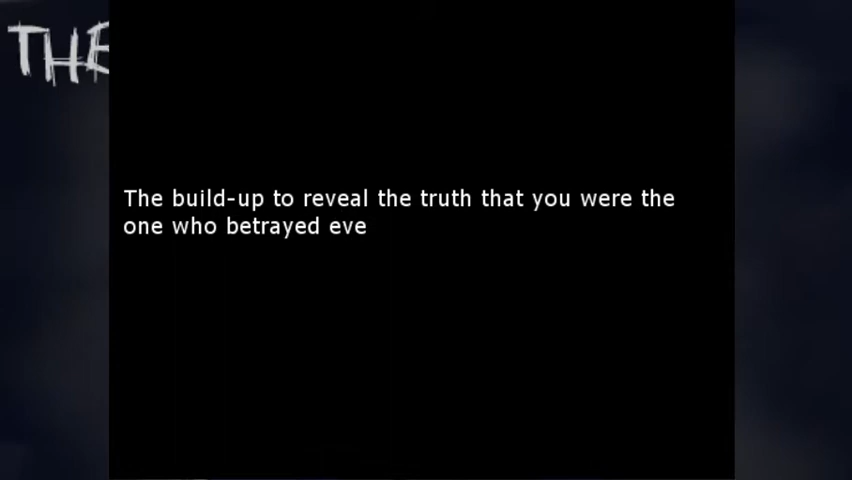 THE
The build-up to reveal the truth that you were the
one who betrayed eve